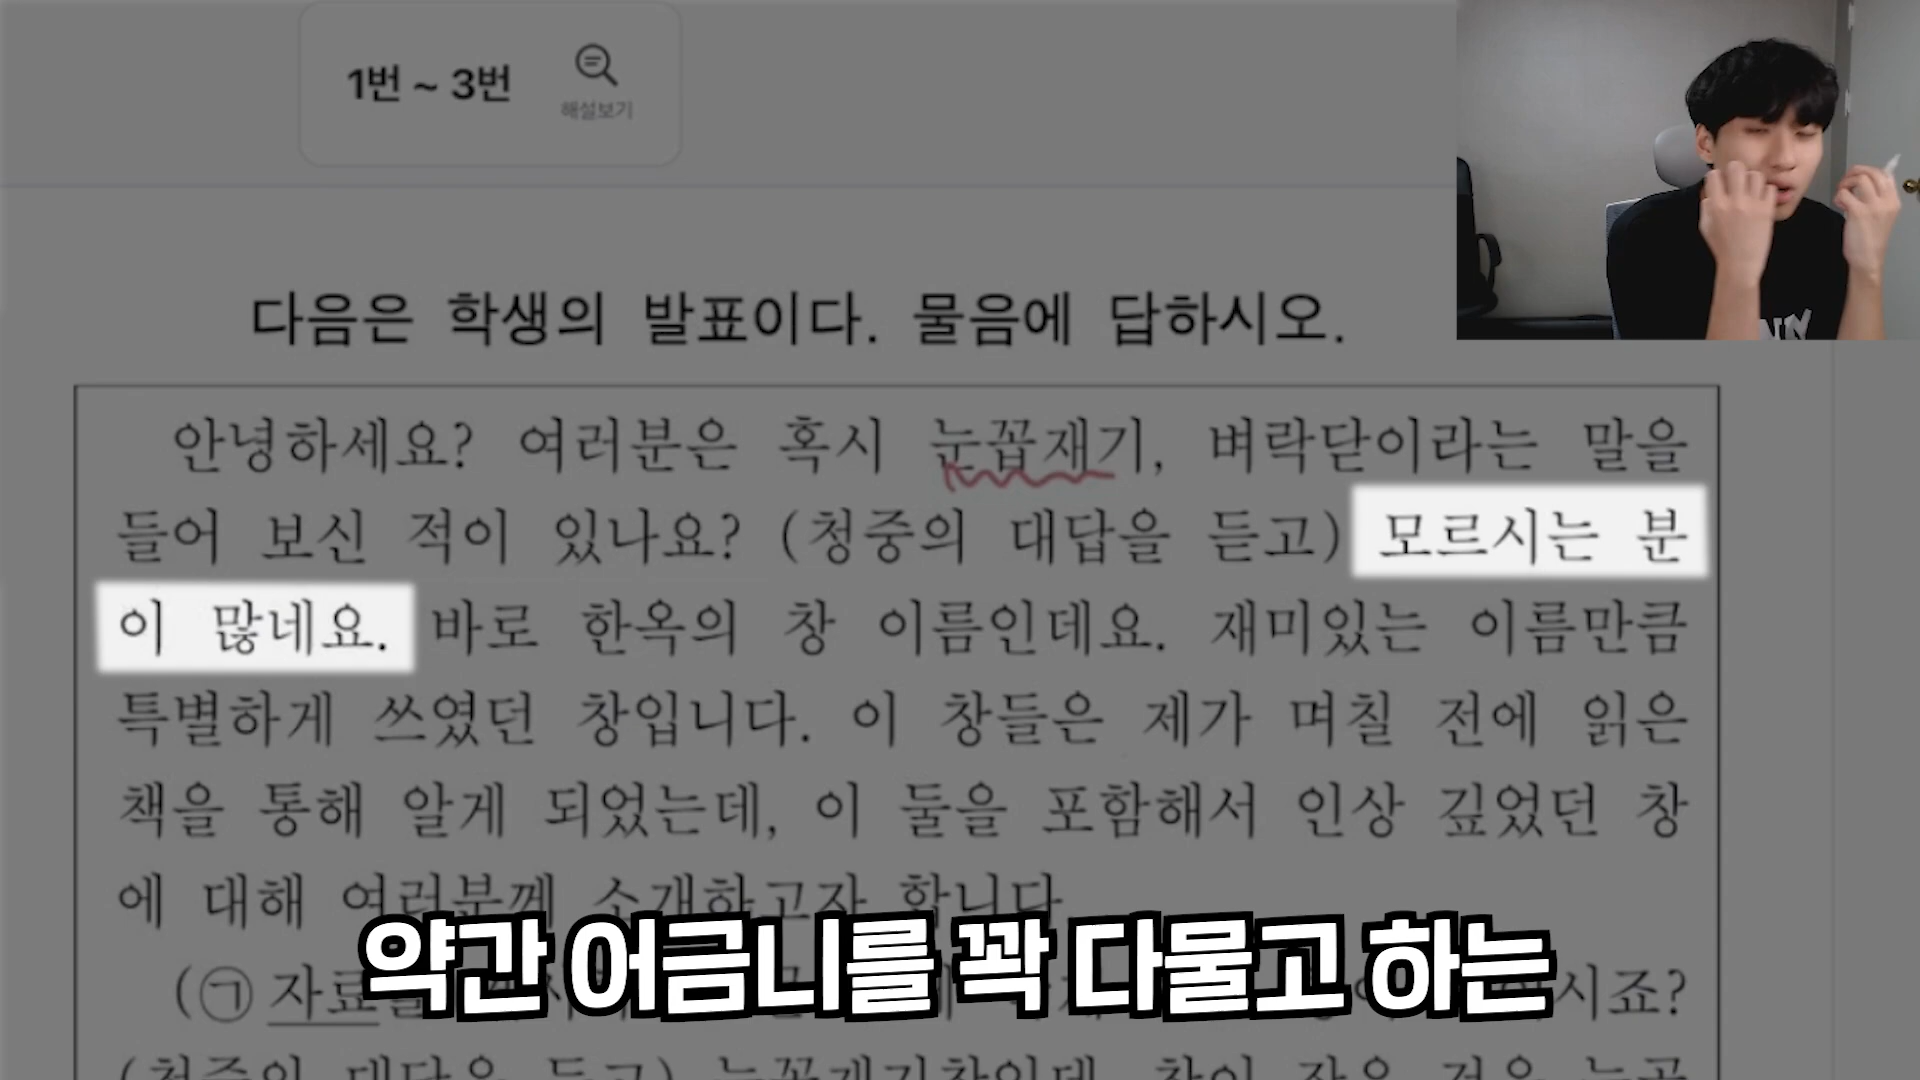 1번 ~ 3번
해설보기
다음은 학생의 발표이다. 물음에 답하시오.
안녕하세요? 여러분은 혹시 눈꼽재기, 벼락닫이라는 말을
들어 보신 적이 있나요? (청중의 대답을 듣고) 모르시는 분
이 많네요. 바로 한옥의 창 이름인데요. 재미있는 이름만큼
특별하게 쓰였던 창입니다. 이 창들은 제가 며칠 전에 읽은
책을 통해 알게 되었는데, 이 둘을 포함해서 인상 깊었던 창
에 대해 여러분께 소개하고자 합니다
약간 어금니를 꽉 다물고 하는
(㉠ 자료를 시죠?